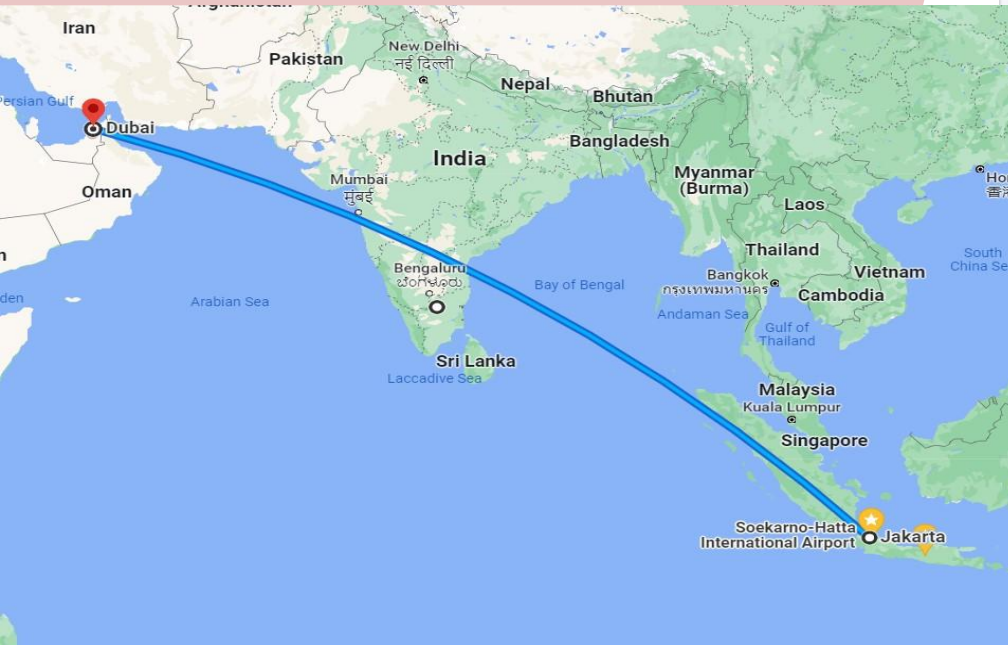 Afghanistan
Iran
Pakistan
New Delhi
नई दिल्ली
Nepal
Bhutan
Persian Gulf
Dubai
Bangladesh
India
Myanmar
(Burma)
Mumbai
मुंबई
Oman
Laos
Thailand
South
Vietnam
Bengaluru
ಬೆಂಗಳೂರು
Bangkok
กรุงเทพมหานคร
Bay of Bengal
Arabian Sea
Cambodia
Andaman Sea
Gulf of
Thailand
Sri Lanka
Laccadive Sea
Malaysia
Kuala Lumpur
Singapore
Soekarno-Hatta
International Airport
Jakarta